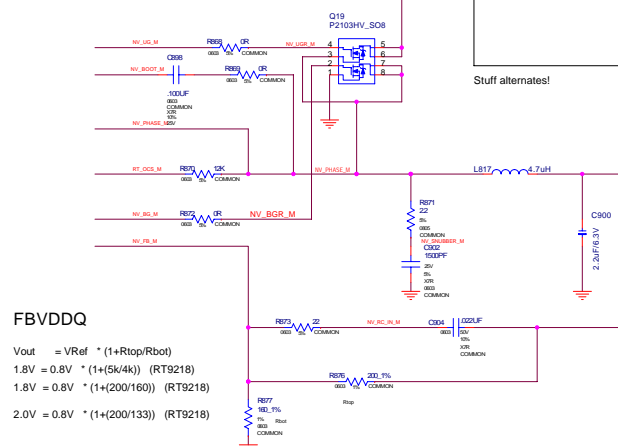 Q19
P2103HV_SO8
R868 0R
NV_UG_M
NV_UGR_M
4 5
3 6
2 7
1 8
0603 5% COMMON
C898
R869 0R
NV_BOOT_M
0603 5% COMMON
.100UF
0603
COMMON
X7R
10%
25V
Stuff alternates!
NV_PHASE_M
RT_OCS_M
R870 12K
0603 5% COMMON
NV_PHASE_M
L817 4.7uH
R871
2.2
5%
0805
COMMON
NV_SNUBBER_M
C902
1500PF
25V
5%
X7R
0603
COMMON
C900
2.2uF/6.3V
NV_BG_M
R872 0R
NV_BGR_M
0603 5% COMMON
NV_FB_M
FBVDDQ
Vout = VRef * (1+Rtop/Rbot)
1.8V = 0.8V * (1+(5k/4k)) (RT9218)
1.8V = 0.8V * (1+(200/160)) (RT9218)
2.0V = 0.8V * (1+(200/133)) (RT9218)
R873 22
0603 5% COMMON
NV_RC_IN_M
C904 .022UF
0603 50V
10%
X7R
COMMON
R876 200_1%
0603 1% COMMON
Rtop
R877
160_1%
1% Rbot
0603
COMMON